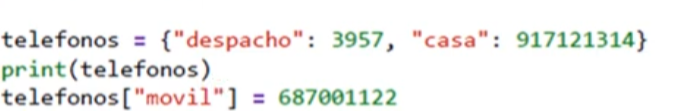 telefonos = {"despacho": 3957, "casa": 917121314}
print(telefonos)
telefonos["movil"] = 687001122